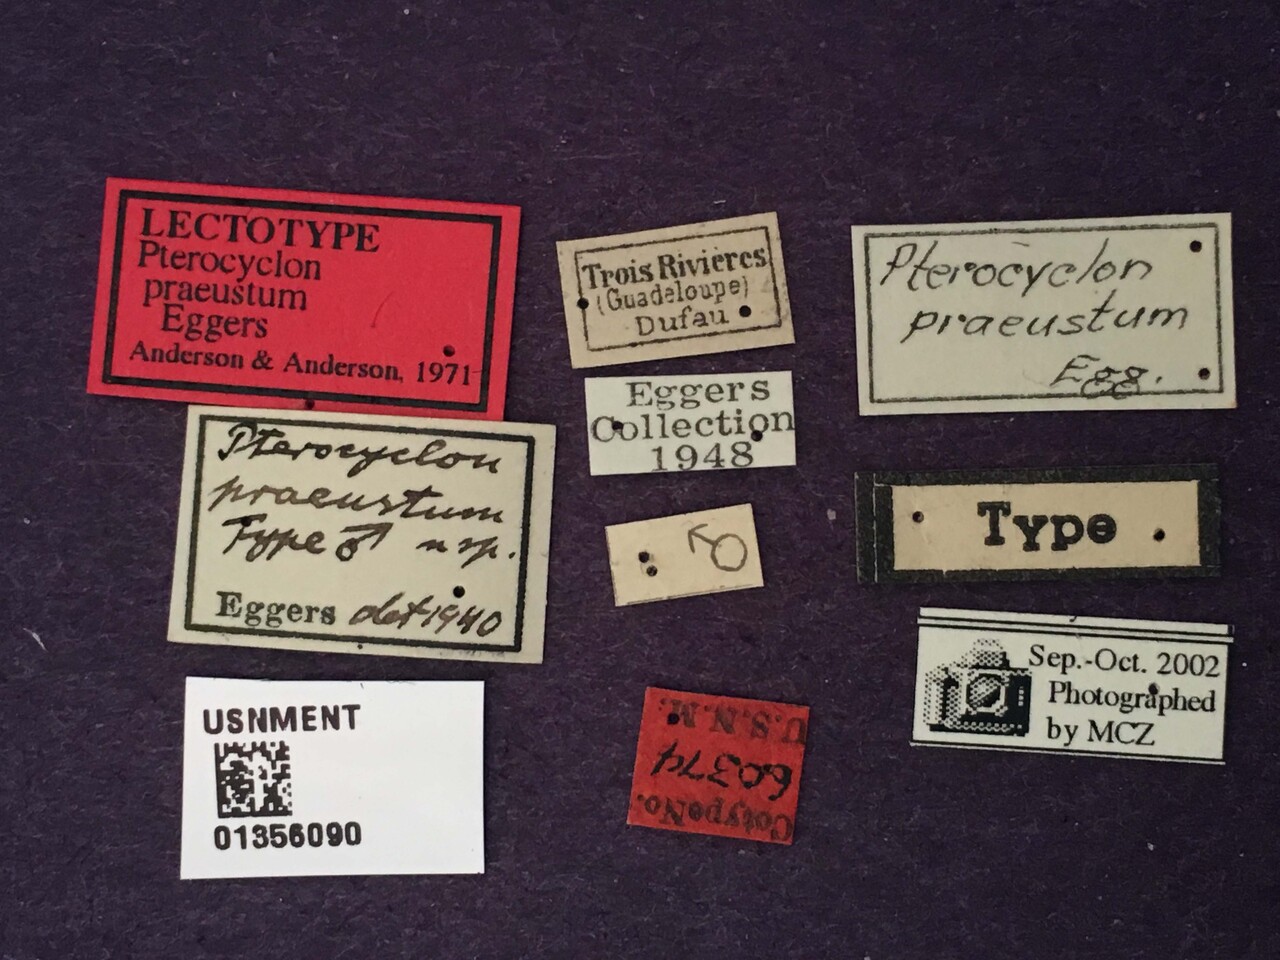 LECTOTYPE
Pterocyclon
praeustum
Eggers
Anderson & Anderson, 1971
Pterocyclon
praeustum
Type ♂ n sp.
Eggers det 1940
USNMENT
01356090
Trois Rivières
(Guadeloupe)
Dufau
Eggers
Collection
1948
♂
CotypeNo.
60374
U.S.N.M.
Pterocyclon
praeustum
Egg.
Type
Sep.-Oct. 2002
Photographed
by MCZ